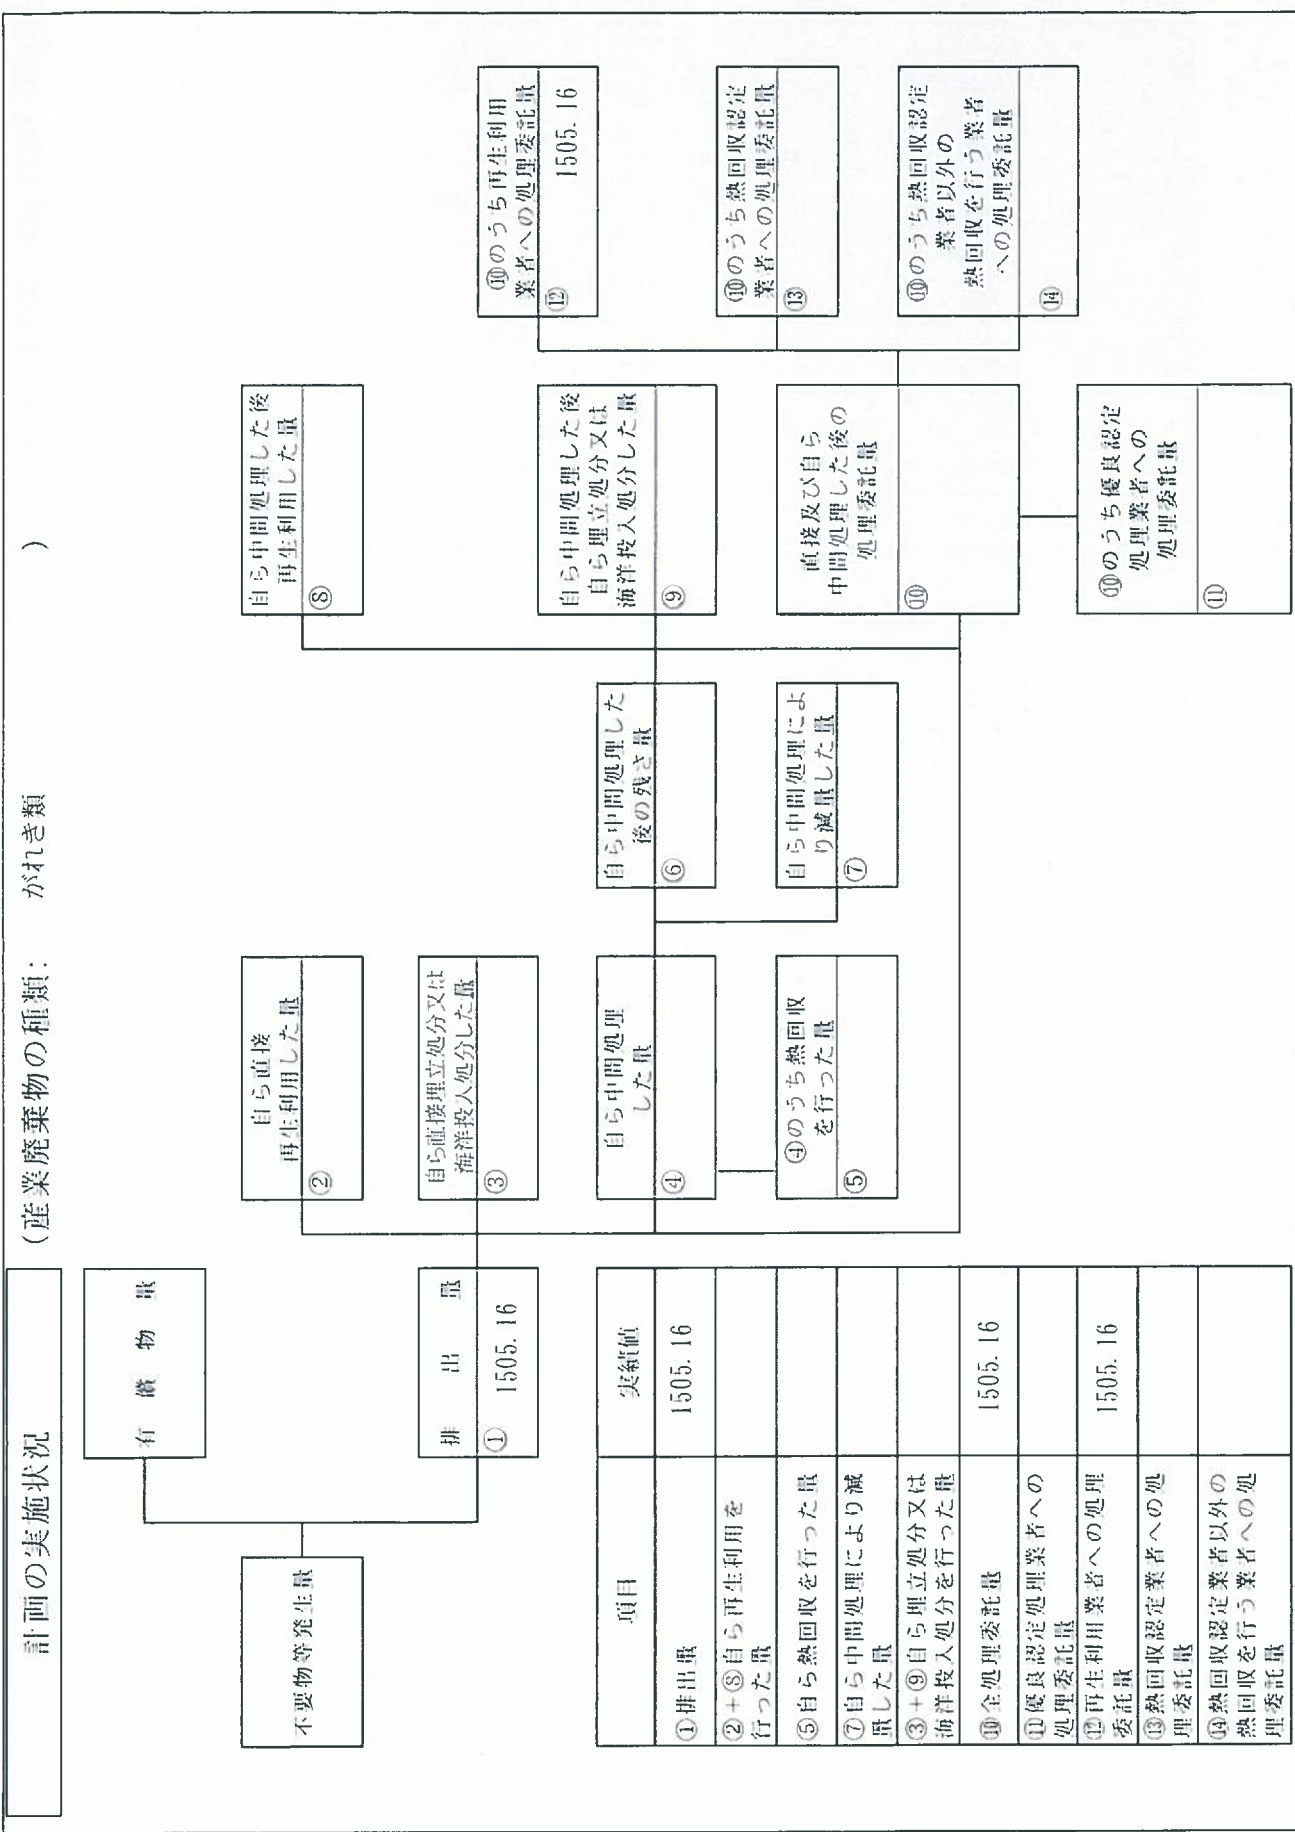 計画の実施状況
(産業廃棄物の種類： がれき類 )
不要物等発生量
有 償 物 量
排 出 量
① 1505.16
自ら直接
再生利用した量
②
自ら直接埋立処分又は
海洋投入処分した量
③
自ら中間処理
した量
④
④のうち熱回収
を行った量
⑤
自ら中間処理した
後の残さ量
⑥
自ら中間処理によ
り減量した量
⑦
自ら中間処理した後
再生利用した量
⑧
自ら中間処理した後
自ら埋立処分又は
海洋投入処分した量
⑨
直接及び自ら
中間処理した後の
処理委託量
⑩
⑩のうち優良認定
処理業者への
処理委託量
⑪
⑩のうち再生利用
業者への処理委託量
⑫ 1505.16
⑩のうち熱回収認定
業者への処理委託量
⑬
⑩のうち熱回収認定
業者以外の
熱回収を行う業者
への処理委託量
⑭
項目 実績値
①排出量 1505.16
②+⑧自ら再生利用を
行った量
⑤自ら熱回収を行った量
⑦自ら中間処理により減
量した量
③+⑨自ら埋立処分又は
海洋投入処分を行った量
⑩全処理委託量 1505.16
⑪優良認定処理業者への
処理委託量
⑫再生利用業者への処理
委託量 1505.16
⑬熱回収認定業者への処
理委託量
⑭熱回収認定業者以外の
熱回収を行う業者への処
理委託量